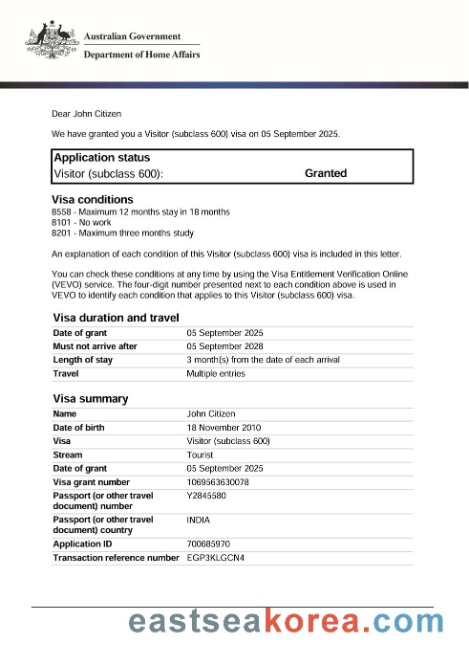 Australian Government
Department of Home Affairs
Dear John Citizen
We have granted you a Visitor (subclass 600) visa on 05 September 2025.
Application status
Visitor (subclass 600): Granted
Visa conditions
8558 - Maximum 12 months stay in 18 months
8101 - No work
8201 - Maximum three months study
An explanation of each condition of this Visitor (subclass 600) visa is included in this letter.
You can check these conditions at any time by using the Visa Entitlement Verification Online
(VEVO) service. The four-digit number presented next to each condition above is used in
VEVO to identify each condition that applies to this Visitor (subclass 600) visa.
Visa duration and travel
Date of grant 05 September 2025
Must not arrive after 05 September 2028
Length of stay 3 month(s) from the date of each arrival
Travel Multiple entries
Visa summary
Name John Citizen
Date of birth 18 November 2010
Visa Visitor (subclass 600)
Stream Tourist
Date of grant 05 September 2025
Visa grant number 1069563630078
Passport (or other travel
document) number Y2845580
Passport (or other travel
document) country INDIA
Application ID 700685970
Transaction reference number EGP3KLGCN4
eastseakorea.com